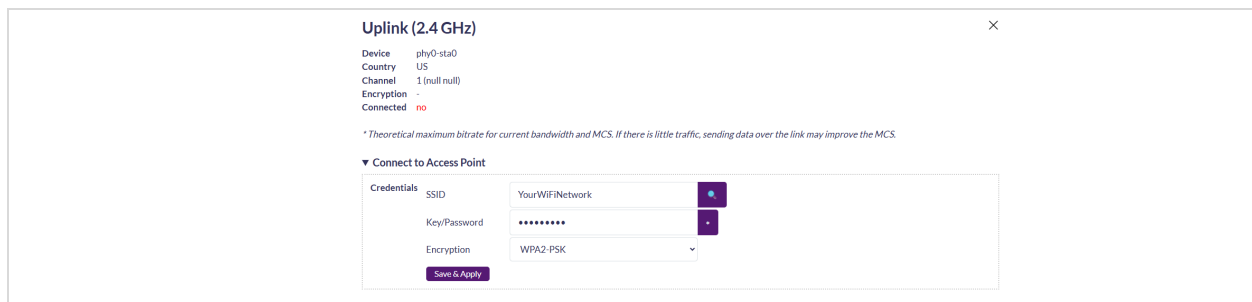 Uplink (2.4 GHz)
Device phy0-sta0
Country US
Channel 1 (null null)
Encryption -
Connected no
* Theoretical maximum bitrate for current bandwidth and MCS. If there is little traffic, sending data over the link may improve the MCS.
▼ Connect to Access Point
Credentials
SSID YourWiFiNetwork
Key/Password •••••••••
Encryption WPA2-PSK
Save & Apply